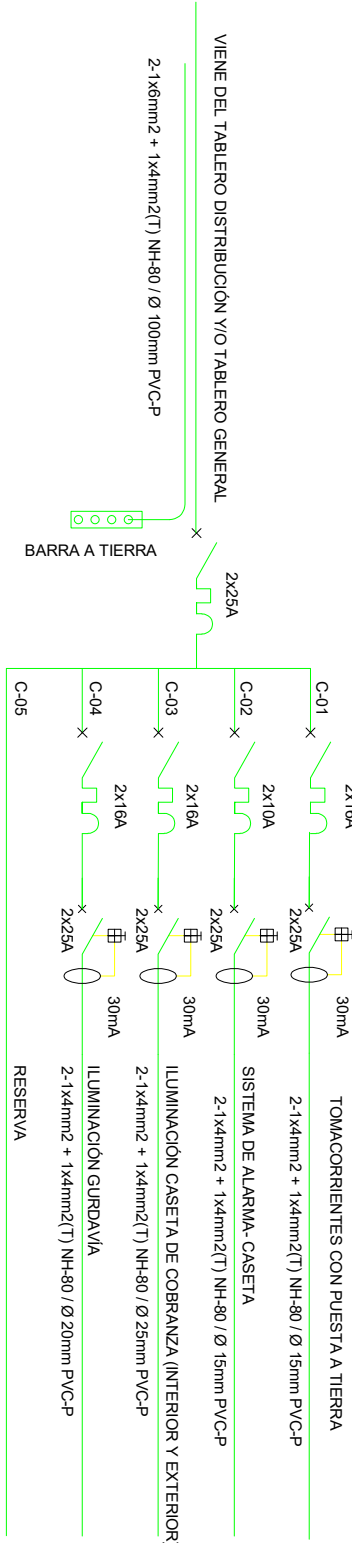 VIENE DEL TABLERO DISTRIBUCIÓN Y/O TABLERO GENERAL
2-1x6mm2 + 1x4mm2(T) NH-80 / Ø 100mm PVC-P
BARRA A TIERRA
2x25A
C-01
2x16A
2x25A
30mA
TOMACORRIENTES CON PUESTA A TIERRA
2-1x4mm2 + 1x4mm2(T) NH-80 / Ø 15mm PVC-P
C-02
2x10A
2x25A
30mA
SISTEMA DE ALARMA- CASETA
2-1x4mm2 + 1x4mm2(T) NH-80 / Ø 15mm PVC-P
C-03
2x16A
2x25A
30mA
ILUMINACIÓN CASETA DE COBRANZA (INTERIOR Y EXTERIOR)
2-1x4mm2 + 1x4mm2(T) NH-80 / Ø 25mm PVC-P
C-04
2x16A
2x25A
30mA
ILUMINACIÓN GURDAVÍA
2-1x4mm2 + 1x4mm2(T) NH-80 / Ø 20mm PVC-P
C-05
RESERVA